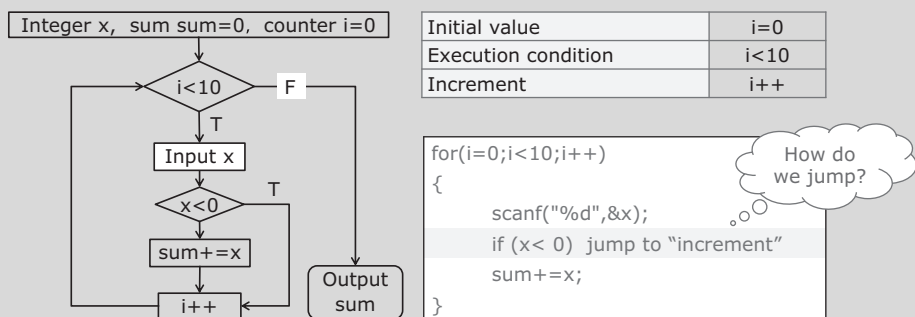 Integer x, sum sum=0, counter i=0
i<10
F
T
Input x
x<0
T
sum+=x
i++
Output
sum
Initial value i=0
Execution condition i<10
Increment i++
for(i=0;i<10;i++)
{
scanf("%d",&x);
if (x< 0) jump to “increment”
sum+=x;
}
How do
we jump?